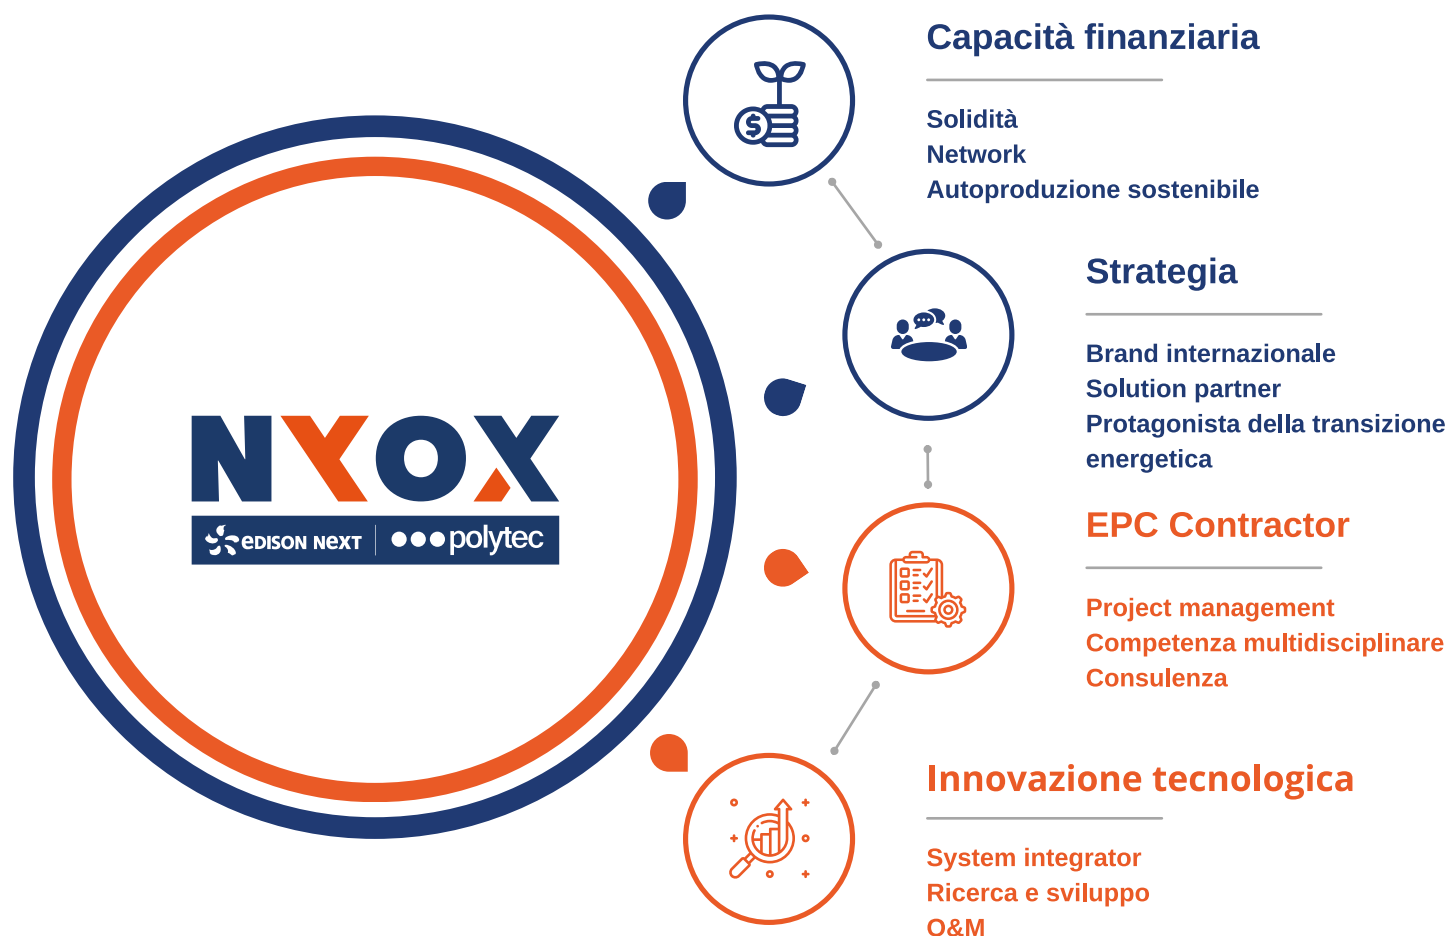 NYOX
eDISON NeXT
polytec
Capacità finanziaria
Solidità
Network
Autoproduzione sostenibile
Strategia
Brand internazionale
Solution partner
Protagonista della transizione
energetica
EPC Contractor
Project management
Competenza multidisciplinare
Consulenza
Innovazione tecnologica
System integrator
Ricerca e sviluppo
O&M